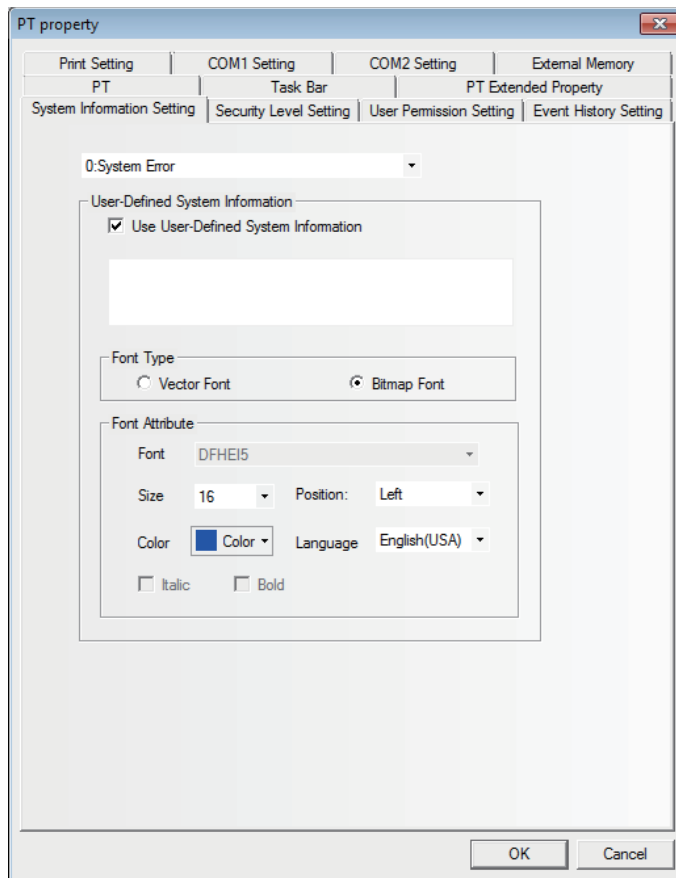 PT property
Print Setting COM1 Setting COM2 Setting External Memory
PT Task Bar PT Extended Property
System Information Setting Security Level Setting User Permission Setting Event History Setting
0:System Error
User-Defined System Information
Use User-Defined System Information
Font Type
Vector Font Bitmap Font
Font Attribute
Font DFHEI5
Size 16 Position: Left
Color Color Language English(USA)
Italic Bold
OK Cancel